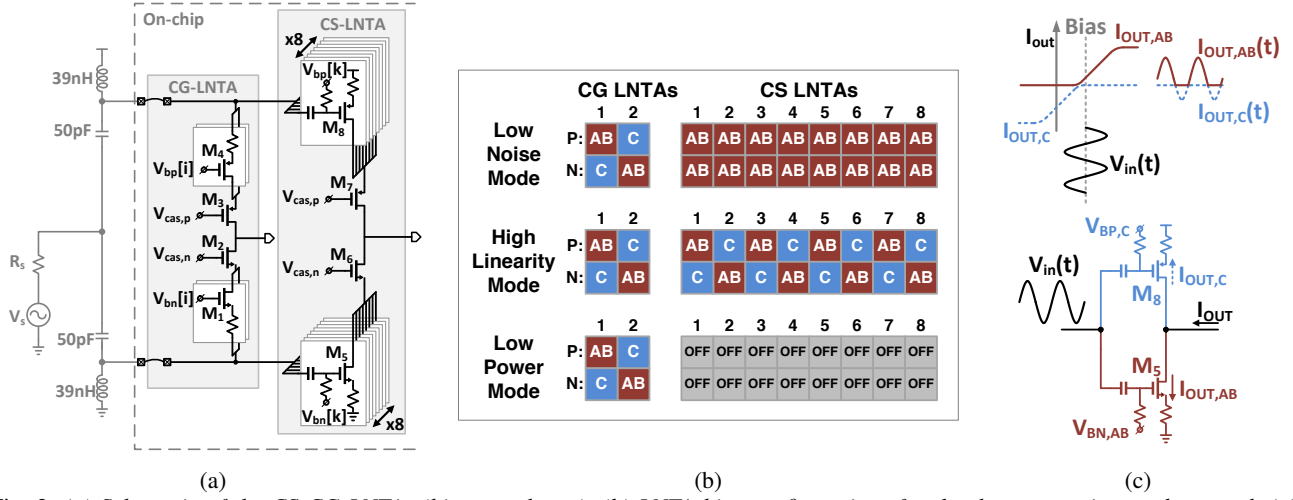 On-chip
CS-LNTA
x8
39nH
CG-LNTA
Vbp[k]
50pF
M8
M4
Vbp[i]
M3
Vcas,p
M7
Vcas,p
M2
Vcas,n
M6
Vcas,n
Rs
Vbn[i]
M1
Vs
50pF
M5
39nH
Vbn[k]
x8
(a)
CG LNTAs CS LNTAs
1 2 1 2 3 4 5 6 7 8
Low Noise Mode
P: AB C AB AB AB AB AB AB AB AB
N: C AB AB AB AB AB AB AB AB AB
1 2 1 2 3 4 5 6 7 8
High Linearity Mode
P: AB C AB C AB C AB C AB C
N: C AB C AB C AB C AB C AB
1 2 1 2 3 4 5 6 7 8
Low Power Mode
P: AB C OFF OFF OFF OFF OFF OFF OFF OFF
N: C AB OFF OFF OFF OFF OFF OFF OFF OFF
(b)
Iout
Bias
IOUT,AB
IOUT,AB(t)
IOUT,C
IOUT,C(t)
Vin(t)
VBP,C
Vin(t)
IOUT,C
M8
IOUT
M5
IOUT,AB
VBN,AB
(c)